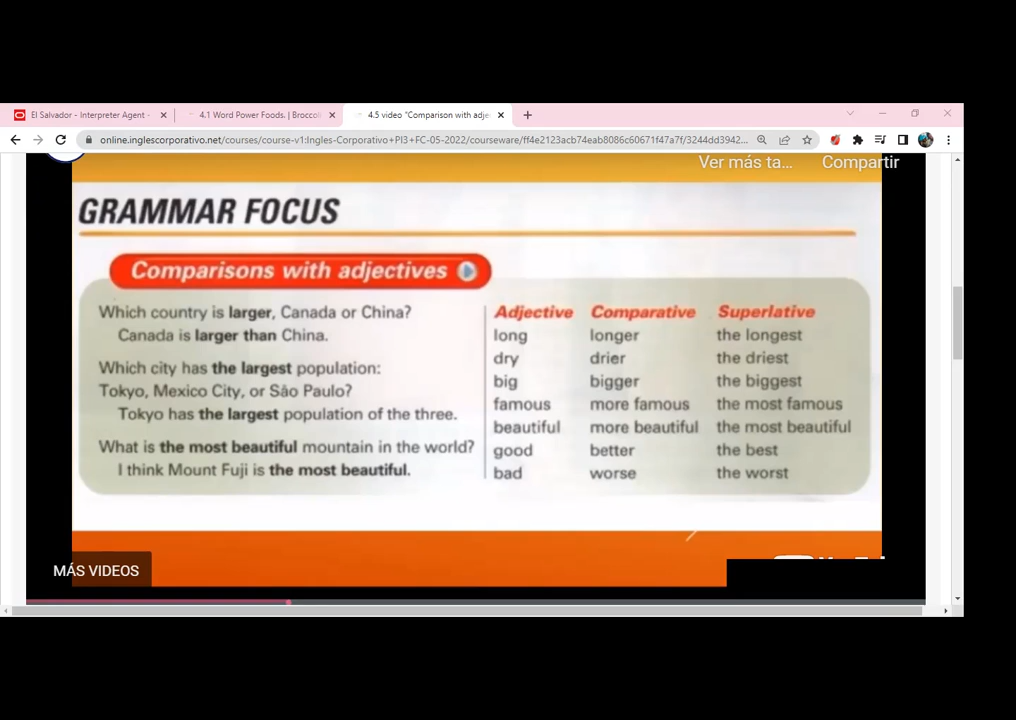 El Salvador - Interpreter Agent -
4.1 Word Power Foods. | Broccoli
4.5 video "Comparison with adje
online.inglescorporativo.net/courses/course-v1:Ingles-Corporativo+PI3+FC-05-2022/courseware/ff4e2123acb74eab8086c60671f47a7f/3244dd3942...
Ver más ta... Compartir
GRAMMAR FOCUS
Comparisons with adjectives
Which country is larger, Canada or China?
Canada is larger than China.
Which city has the largest population:
Tokyo, Mexico City, or São Paulo?
Tokyo has the largest population of the three.
What is the most beautiful mountain in the world?
I think Mount Fuji is the most beautiful.
Adjective Comparative Superlative
long longer the longest
dry drier the driest
big bigger the biggest
famous more famous the most famous
beautiful more beautiful the most beautiful
good better the best
bad worse the worst
MÁS VIDEOS